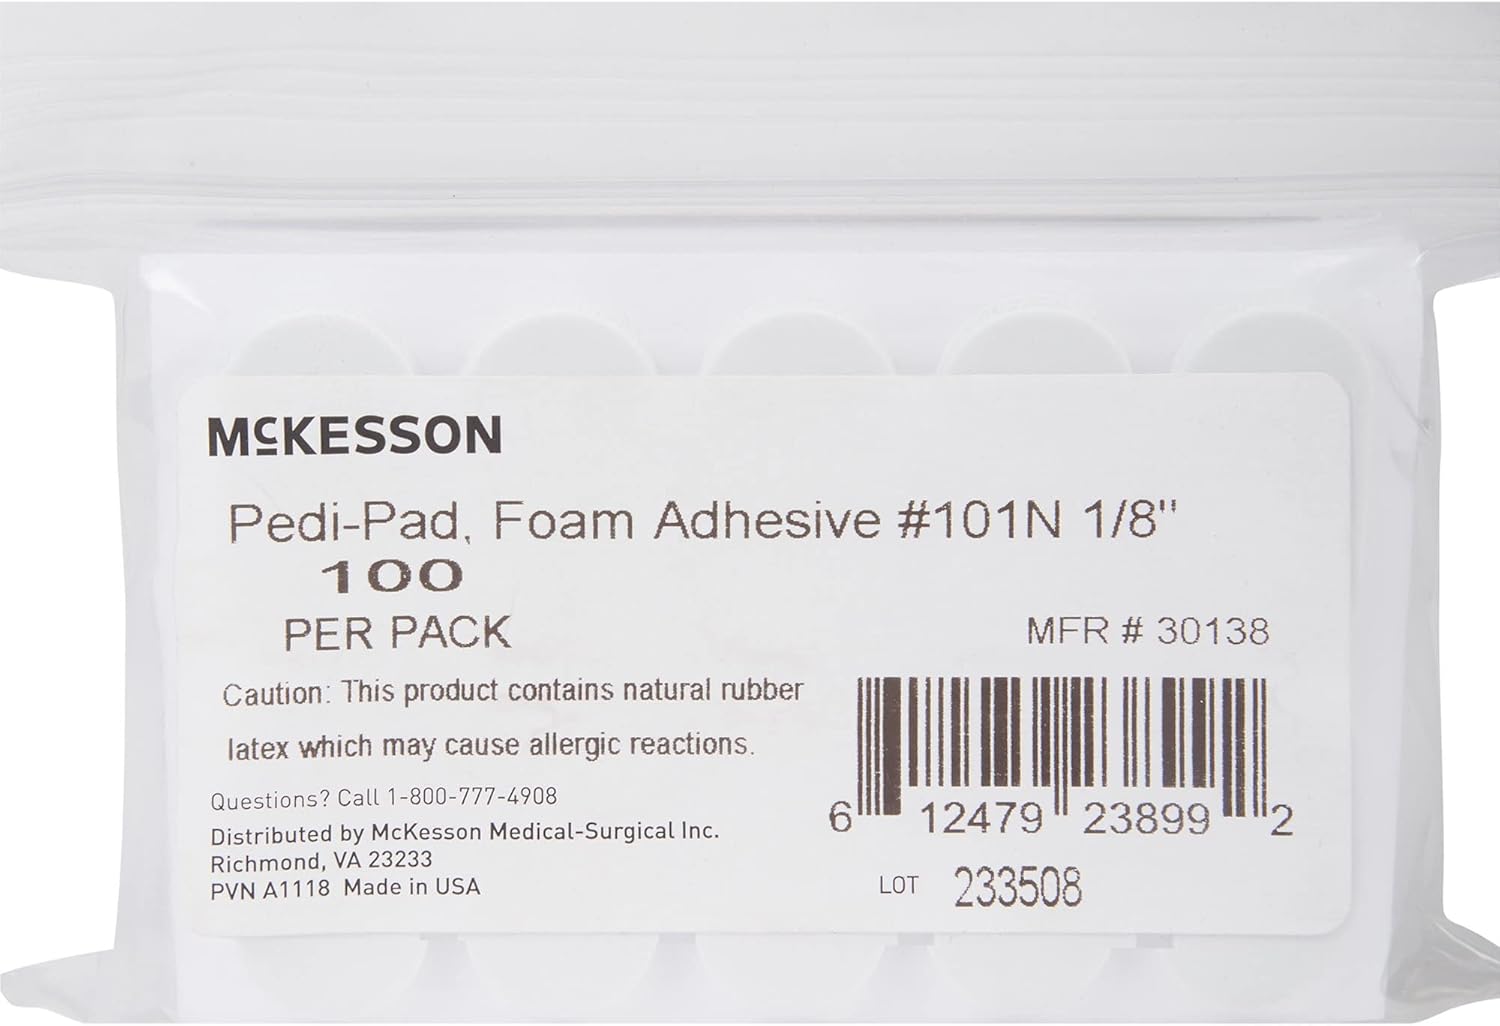 McKESSON
Pedi-Pad, Foam Adhesive #101N 1/8"
100
PER PACK
MFR # 30138
Caution: This product contains natural rubber
latex which may cause allergic reactions.
Questions? Call 1-800-777-4908
Distributed by McKesson Medical-Surgical Inc.
Richmond, VA 23233
PVN A1118 Made in USA
6 12479 23899 2
LOT 233508